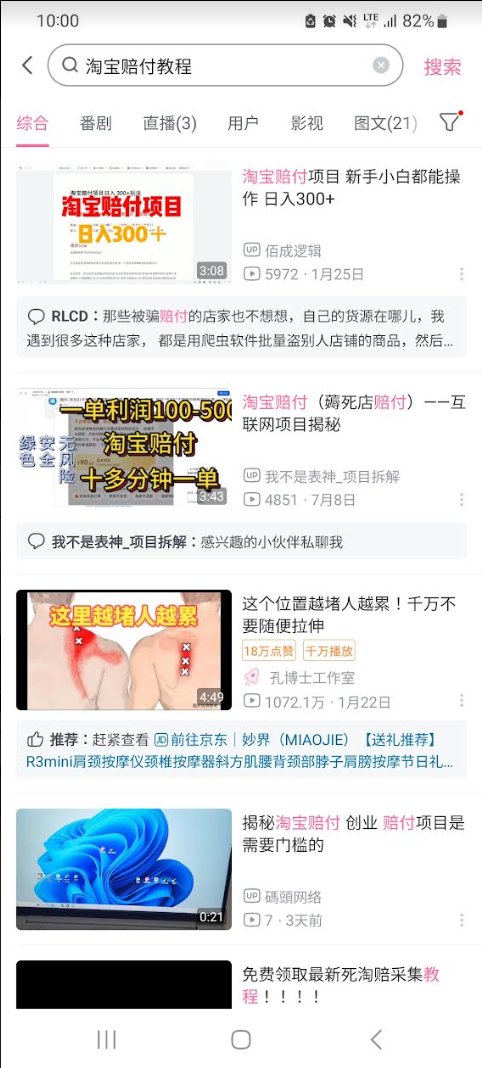 10:00
LTE
82%
淘宝赔付教程
搜索
综合
番剧
直播(3)
用户
影视
图文(21)
淘宝赔付项目
日入300＋
3:08
淘宝赔付项目 新手小白都能操
作 日入300+
UP 佰成逻辑
5972 · 1月25日
RLCD：那些被骗赔付的店家也不想想，自己的货源在哪儿，我
遇到很多这种店家， 都是用爬虫软件批量盗别人店铺的商品，然后...
一单利润100-500
绿色
安全
无风险
淘宝赔付
十多分钟一单
3:43
淘宝赔付（薅死店赔付）——互
联网项目揭秘
UP 我不是表神_项目拆解
4851 · 7月8日
我不是表神_项目拆解：感兴趣的小伙伴私聊我
这里越堵人越累
4:49
这个位置越堵人越累！千万不
要随便拉伸
18万点赞
千万播放
孔博士工作室
1072.1万 · 1月22日
推荐：赶紧查看 JD前往京东｜妙界（MIAOJIE）【送礼推荐】
R3mini肩颈按摩仪颈椎按摩器斜方肌腰背颈部脖子肩膀按摩节日礼...
0:21
揭秘淘宝赔付 创业 赔付项目是
需要门槛的
UP 碼頭网络
7 · 3天前
免费领取最新死淘赔采集教
程！！！！